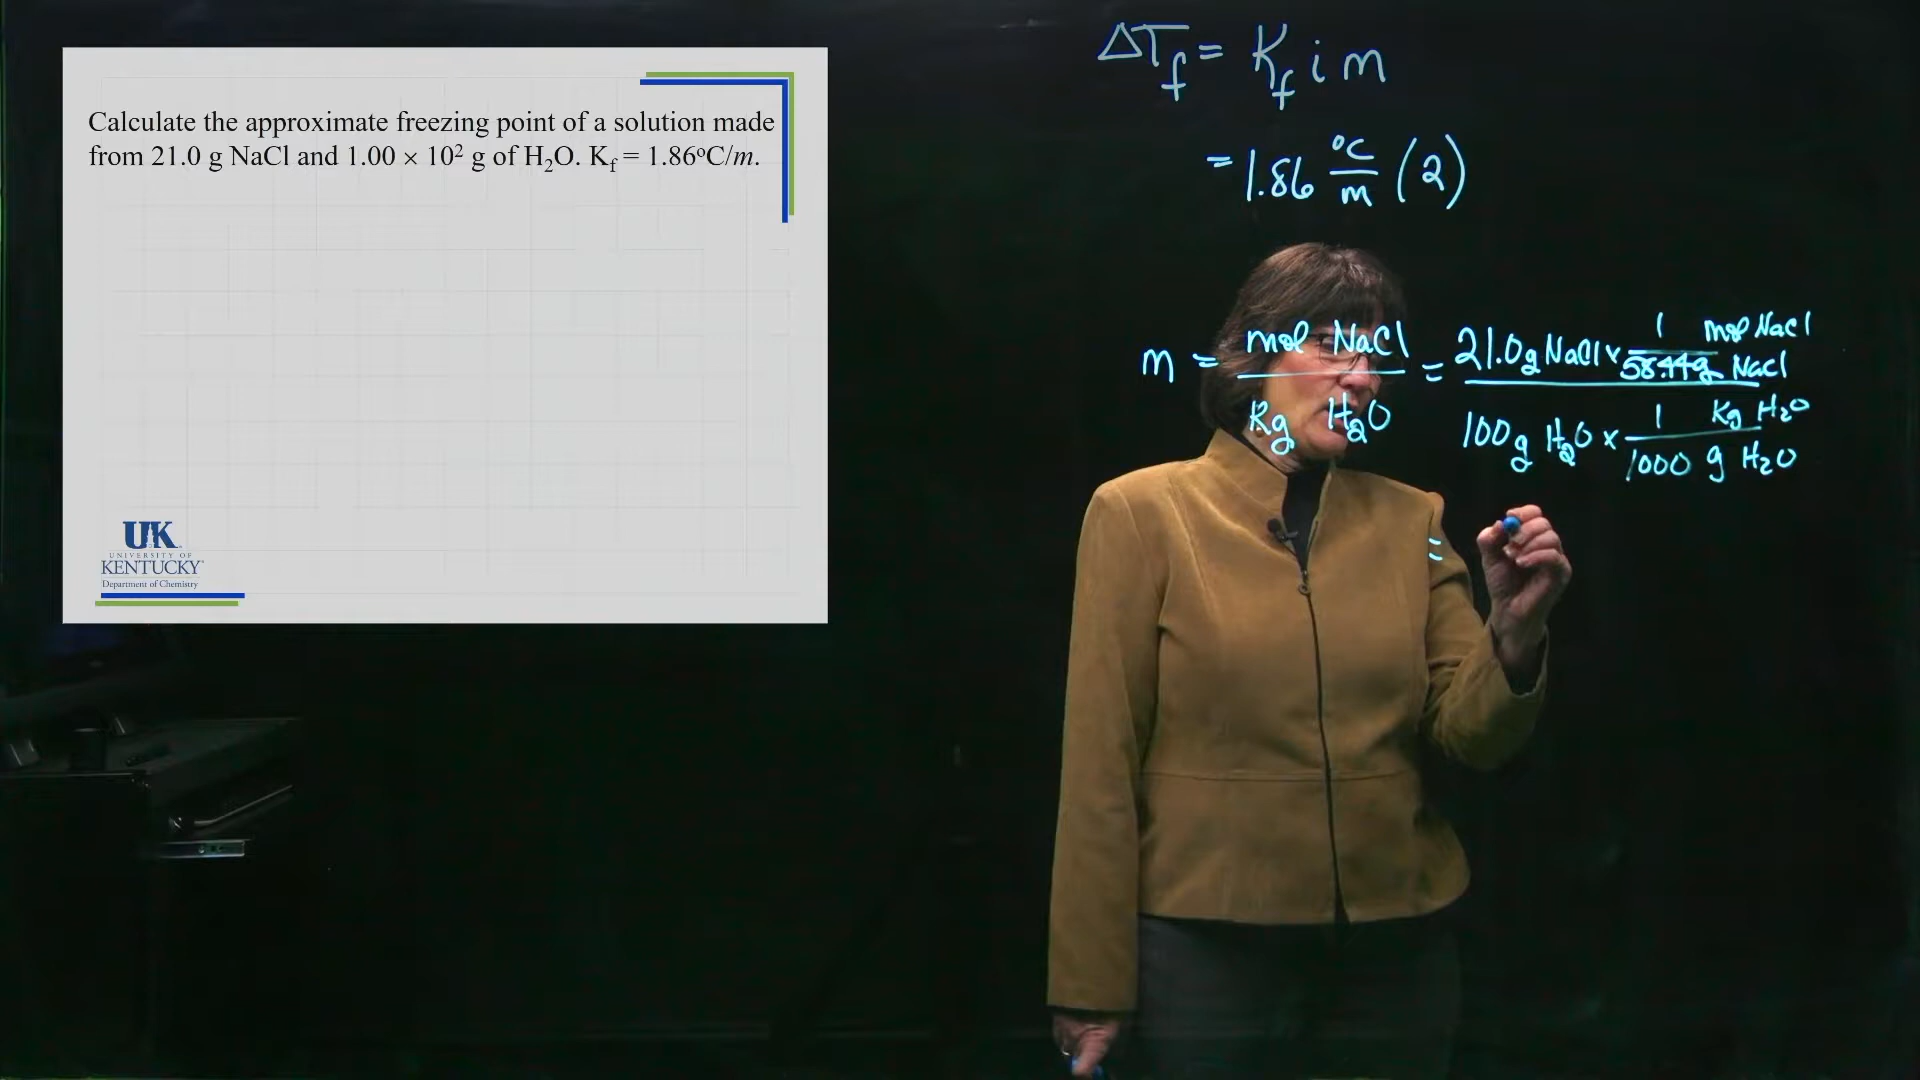 Calculate the approximate freezing point of a solution made
from 21.0 g NaCl and 1.00 × 10² g of H₂O. K_f = 1.86°C/m.
UK
UNIVERSITY OF
KENTUCKY
Department of Chemistry
ΔT_f = K_f i m
= 1.86 °C/m (2)
m = mol NaCl / Kg H₂O = 21.0g NaCl × 1 mol NaCl / 58.44g NaCl
100g H₂O × 1 Kg H₂O / 1000 g H₂O
=